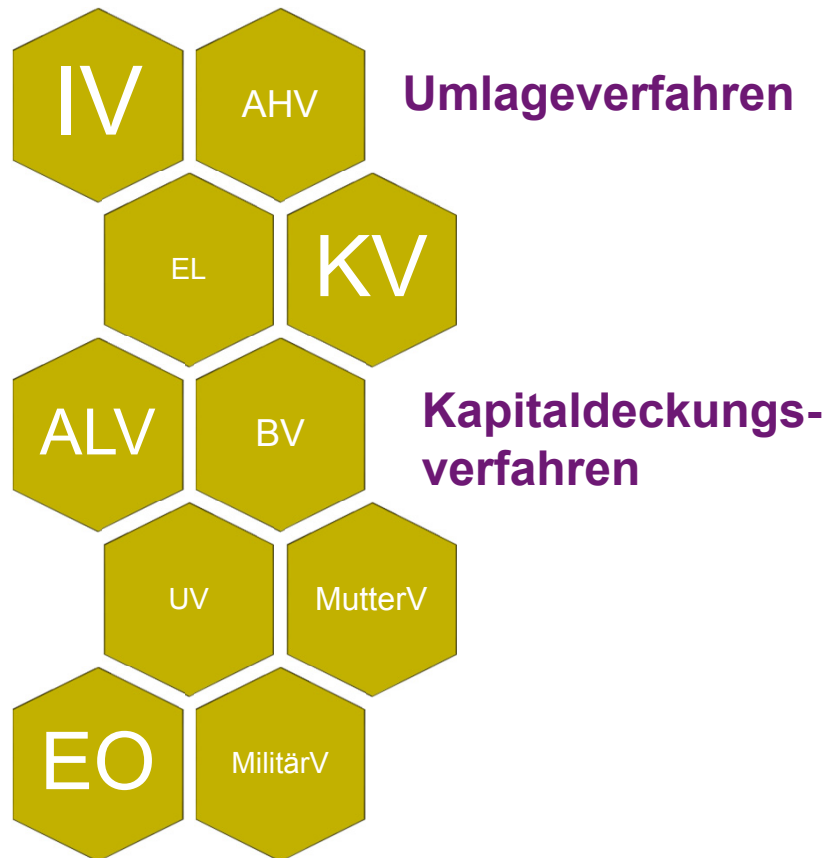 IV
AHV
Umlageverfahren
EL
KV
ALV
BV
Kapitaldeckungs-
verfahren
UV
MutterV
EO
MilitärV